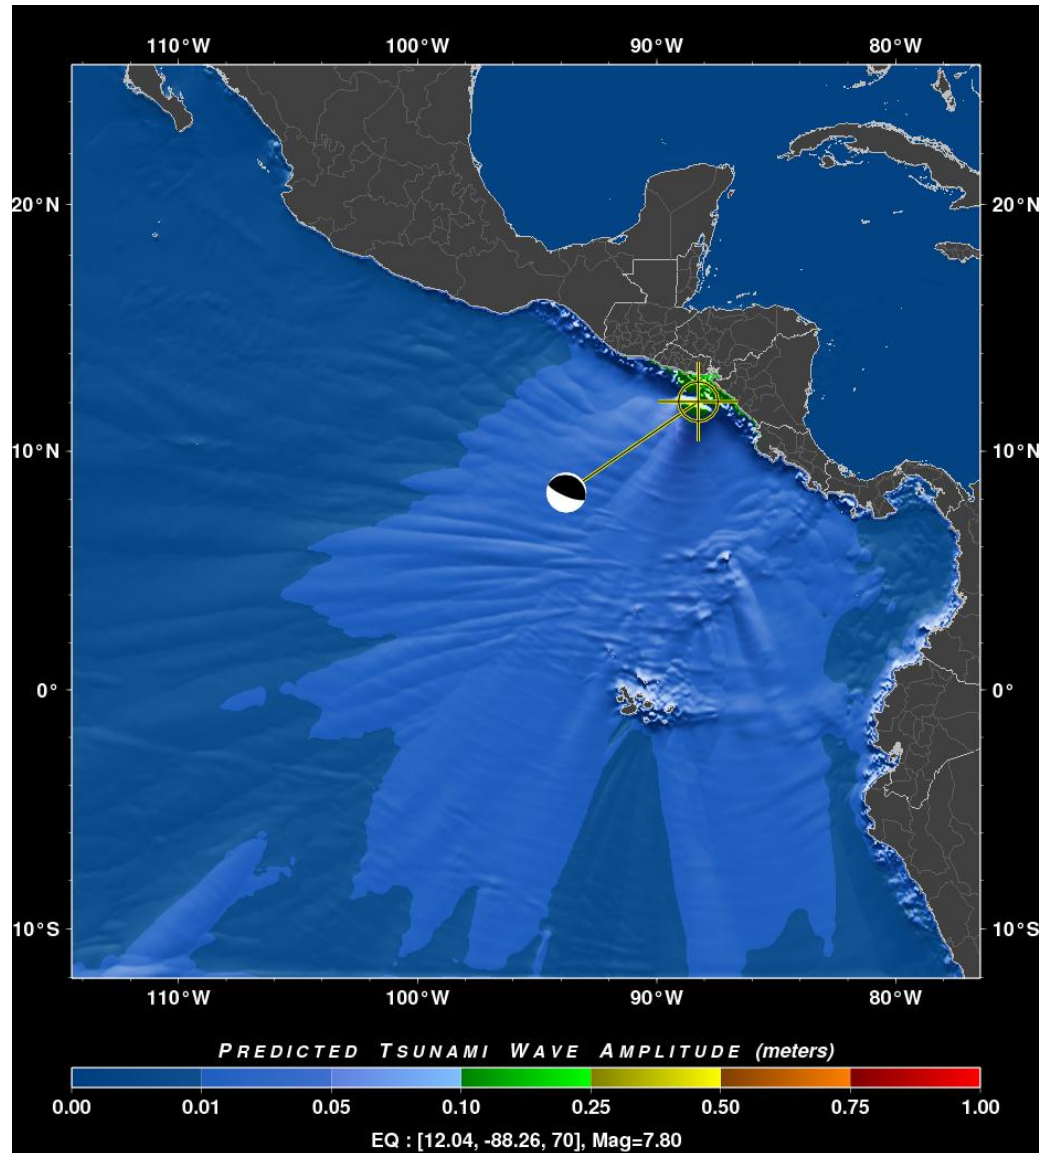 110°W 100°W 90°W 80°W
20°N 20°N
10°N 10°N
0° 0°
10°S 10°S
110°W 100°W 90°W 80°W
PREDICTED TSUNAMI WAVE AMPLITUDE (meters)
0.00 0.01 0.05 0.10 0.25 0.50 0.75 1.00
EQ : [12.04, -88.26, 70], Mag=7.80